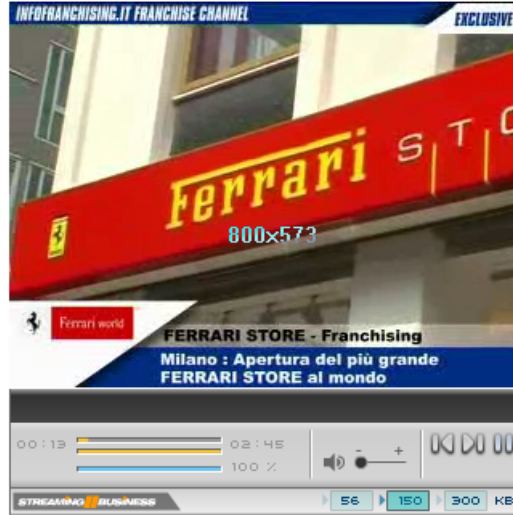 INFOFRANCHISING.IT FRANCHISE CHANNEL
EXCLUSIVE
Ferrari STO
800x573
Ferrari world
FERRARI STORE - Franchising
Milano : Apertura del più grande
FERRARI STORE al mondo
00:13
02:45
- +
100 %
STREAMING BUSINESS
56 150 300 KB